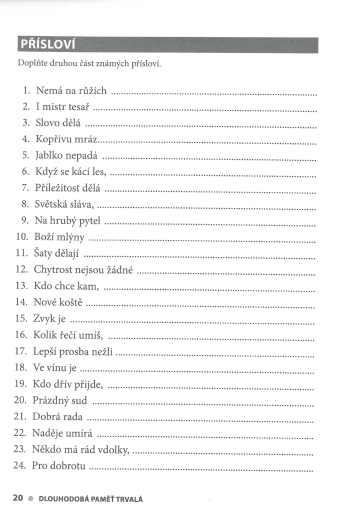 PŘÍSLOVÍ
Doplňte druhou část známých přísloví.
1. Nemá na růžích ..........
2. I mistr tesař ..........
3. Slovo dělá ..........
4. Kopřivu mráz ..........
5. Jablko nepadá ..........
6. Když se kácí les, ..........
7. Příležitost dělá ..........
8. Světská sláva, ..........
9. Na hrubý pytel ..........
10. Boží mlýny ..........
11. Šaty dělají ..........
12. Chytrost nejsou žádné ..........
13. Kdo chce kam, ..........
14. Nové koště ..........
15. Zvyk je ..........
16. Kolik řečí umíš, ..........
17. Lepší prosba nežli ..........
18. Ve vínu je ..........
19. Kdo dřív přijde, ..........
20. Prázdný sud ..........
21. Dobrá rada ..........
22. Naděje umírá ..........
23. Někdo má rád vdolky, ..........
24. Pro dobrotu ..........
20 ● DLOUHODOBÁ PAMĚŤ TRVALÁ